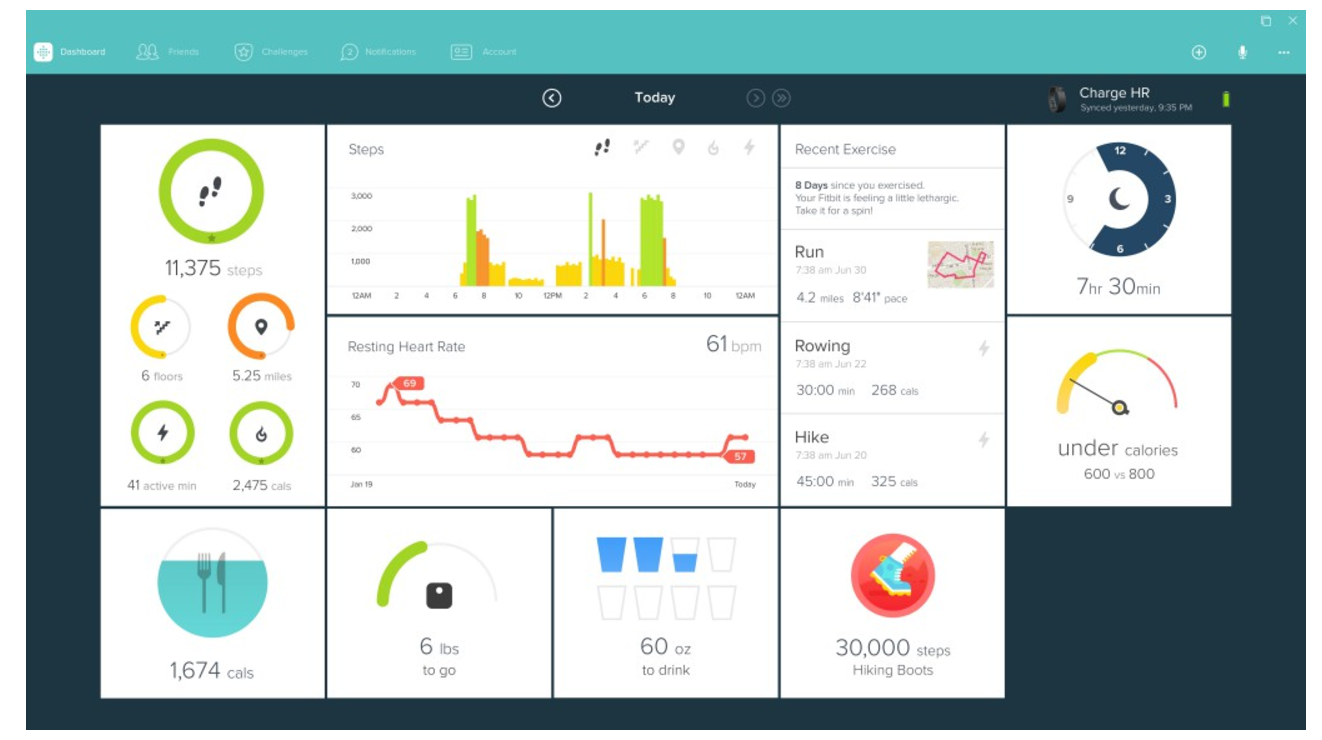 Dashboard
Friends
Challenges
2
Notifications
Account
Today
Charge HR
Synced yesterday, 9:35 PM
11,375 steps
6 floors
5.25 miles
41 active min
2,475 cals
Steps
3,000
2,000
1,000
12AM 2 4 6 8 10 12PM 2 4 6 8 10 12AM
Resting Heart Rate
61 bpm
70
65
60
69
57
Jan 19
Today
Recent Exercise
8 Days since you exercised.
Your Fitbit is feeling a little lethargic.
Take it for a spin!
Run
7:38 am Jun 30
4.2 miles 8'41" pace
Rowing
7:38 am Jun 22
30:00 min 268 cals
Hike
7:38 am Jun 20
45:00 min 325 cals
12
9
3
6
7hr 30min
under calories
600 vs 800
1,674 cals
6 lbs
to go
60 oz
to drink
30,000 steps
Hiking Boots